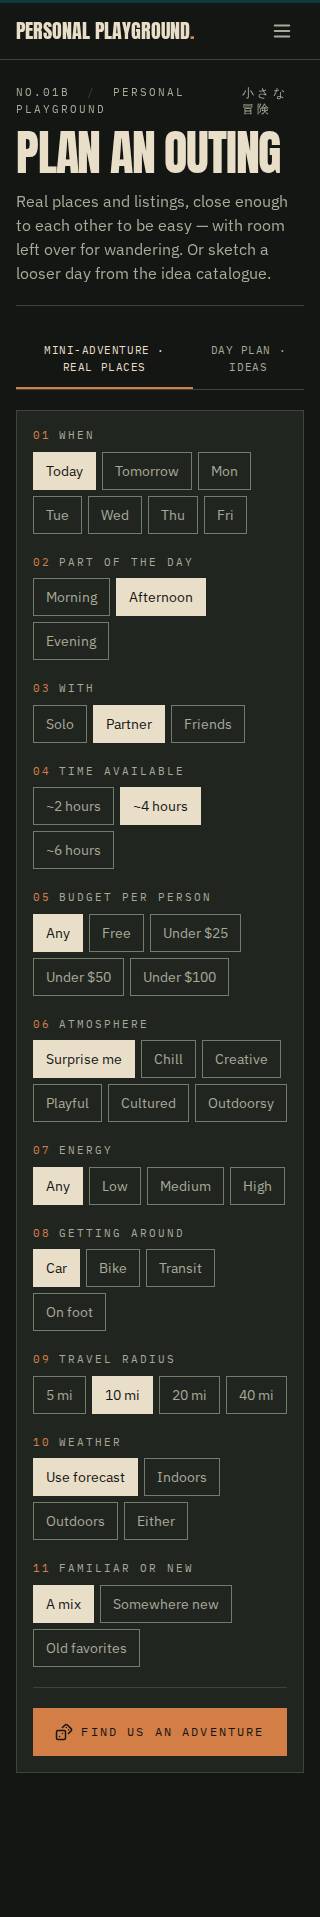 PERSONAL PLAYGROUND.
NO.01B / PERSONAL PLAYGROUND
小さな冒険
PLAN AN OUTING
Real places and listings, close enough
to each other to be easy — with room
left over for wandering. Or sketch a
looser day from the idea catalogue.
MINI-ADVENTURE ·
REAL PLACES
DAY PLAN ·
IDEAS
01 WHEN
Today Tomorrow Mon
Tue Wed Thu Fri
02 PART OF THE DAY
Morning Afternoon
Evening
03 WITH
Solo Partner Friends
04 TIME AVAILABLE
~2 hours ~4 hours
~6 hours
05 BUDGET PER PERSON
Any Free Under $25
Under $50 Under $100
06 ATMOSPHERE
Surprise me Chill Creative
Playful Cultured Outdoorsy
07 ENERGY
Any Low Medium High
08 GETTING AROUND
Car Bike Transit
On foot
09 TRAVEL RADIUS
5 mi 10 mi 20 mi 40 mi
10 WEATHER
Use forecast Indoors
Outdoors Either
11 FAMILIAR OR NEW
A mix Somewhere new
Old favorites
FIND US AN ADVENTURE